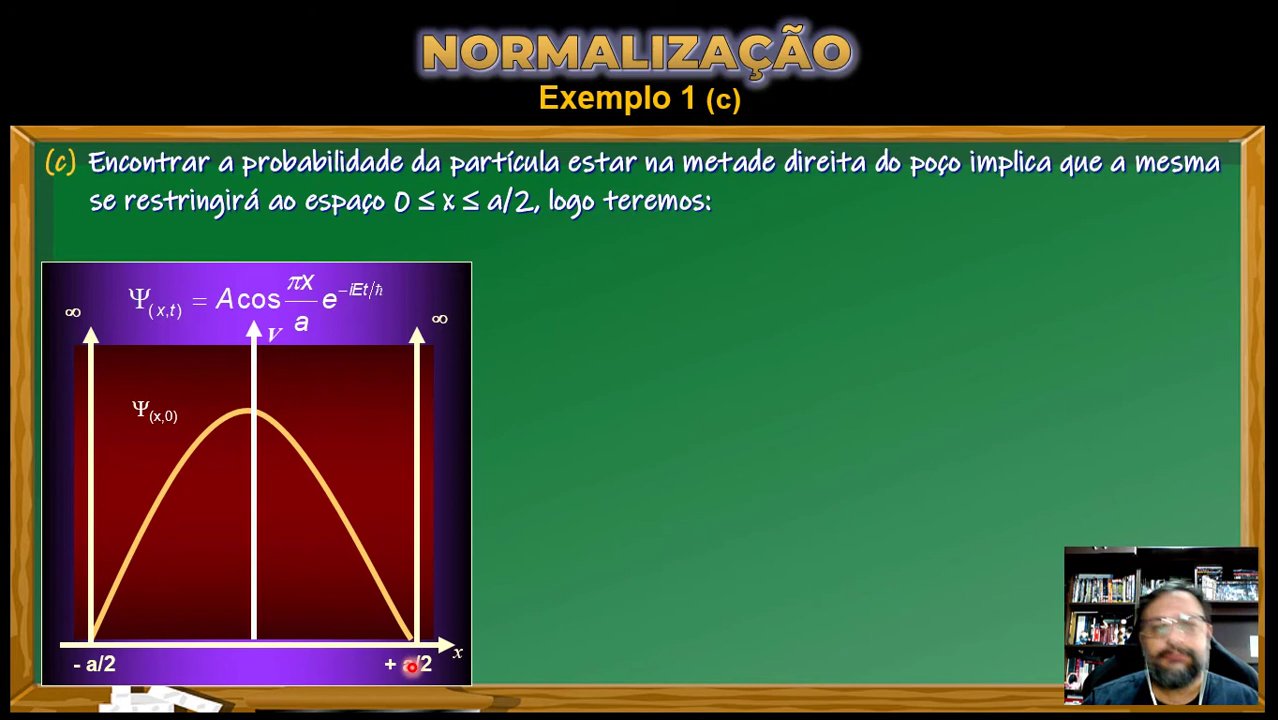 NORMALIZAÇÃO
Exemplo 1 (c)
(c) Encontrar a probabilidade da partícula estar na metade direita do poço implica que a mesma
se restringirá ao espaço 0 ≤ x ≤ a/2, logo teremos:
Ψ(x,t) = A cos πx/a e^−iEt/ħ
∞
∞
V
Ψ(x,0)
x
- a/2
+ a/2